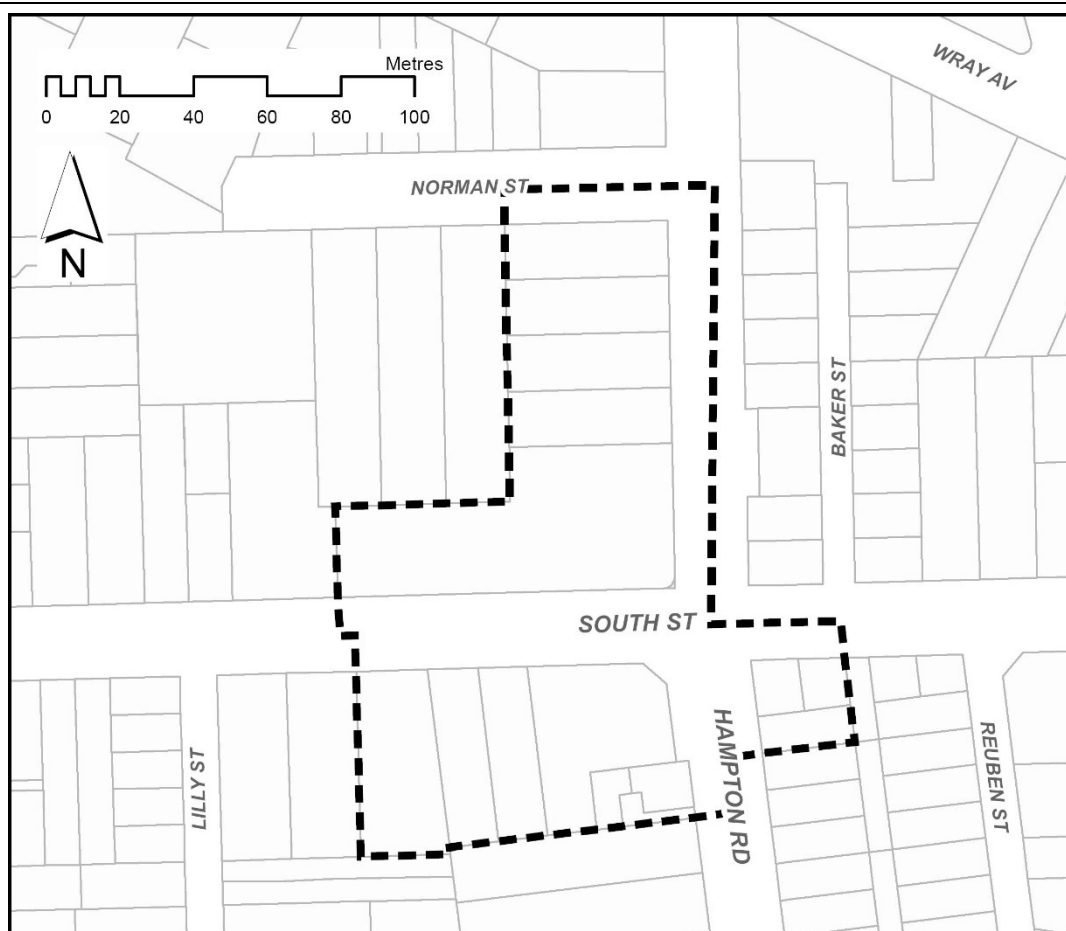 Metres
0 20 40 60 80 100
WRAY AV
NORMAN ST
N
BAKER ST
SOUTH ST
HAMPTON RD
REUBEN ST
LILLY ST